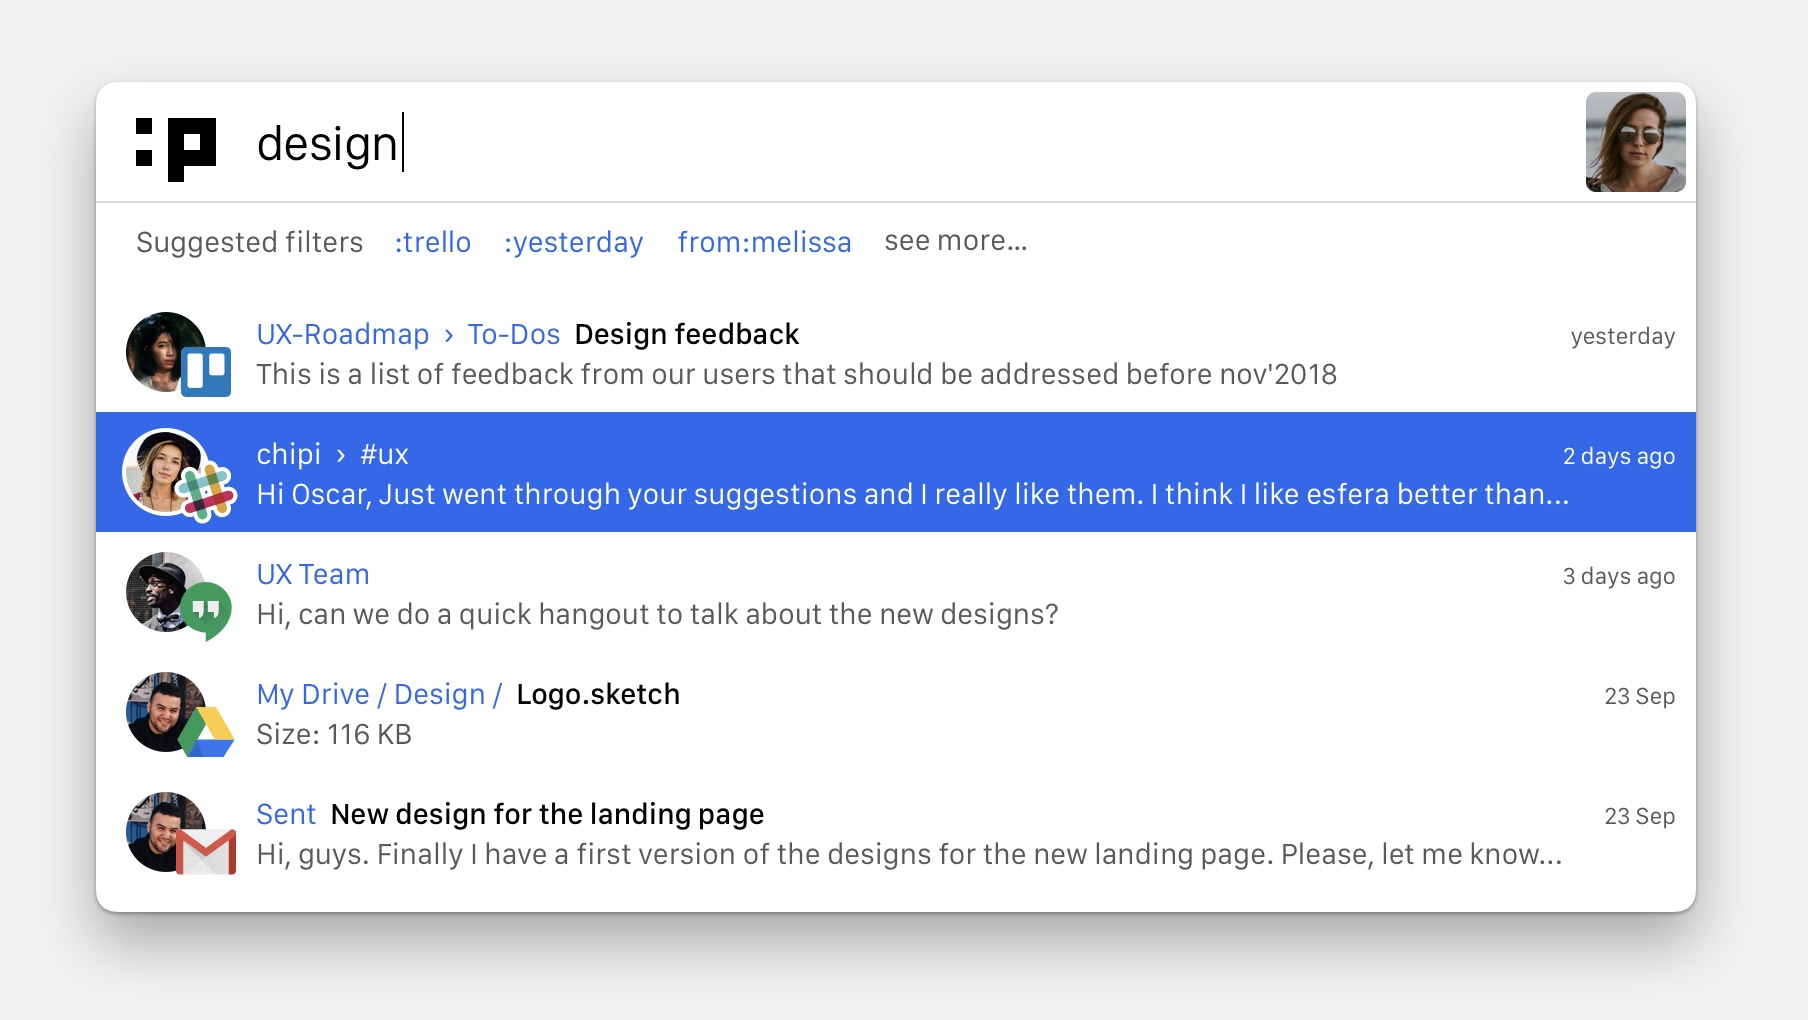 :p design
Suggested filters :trello :yesterday from:melissa see more...
UX-Roadmap › To-Dos Design feedback yesterday
This is a list of feedback from our users that should be addressed before nov'2018
chipi › #ux 2 days ago
Hi Oscar, Just went through your suggestions and I really like them. I think I like esfera better than...
UX Team 3 days ago
Hi, can we do a quick hangout to talk about the new designs?
My Drive / Design / Logo.sketch 23 Sep
Size: 116 KB
Sent New design for the landing page 23 Sep
Hi, guys. Finally I have a first version of the designs for the new landing page. Please, let me know...